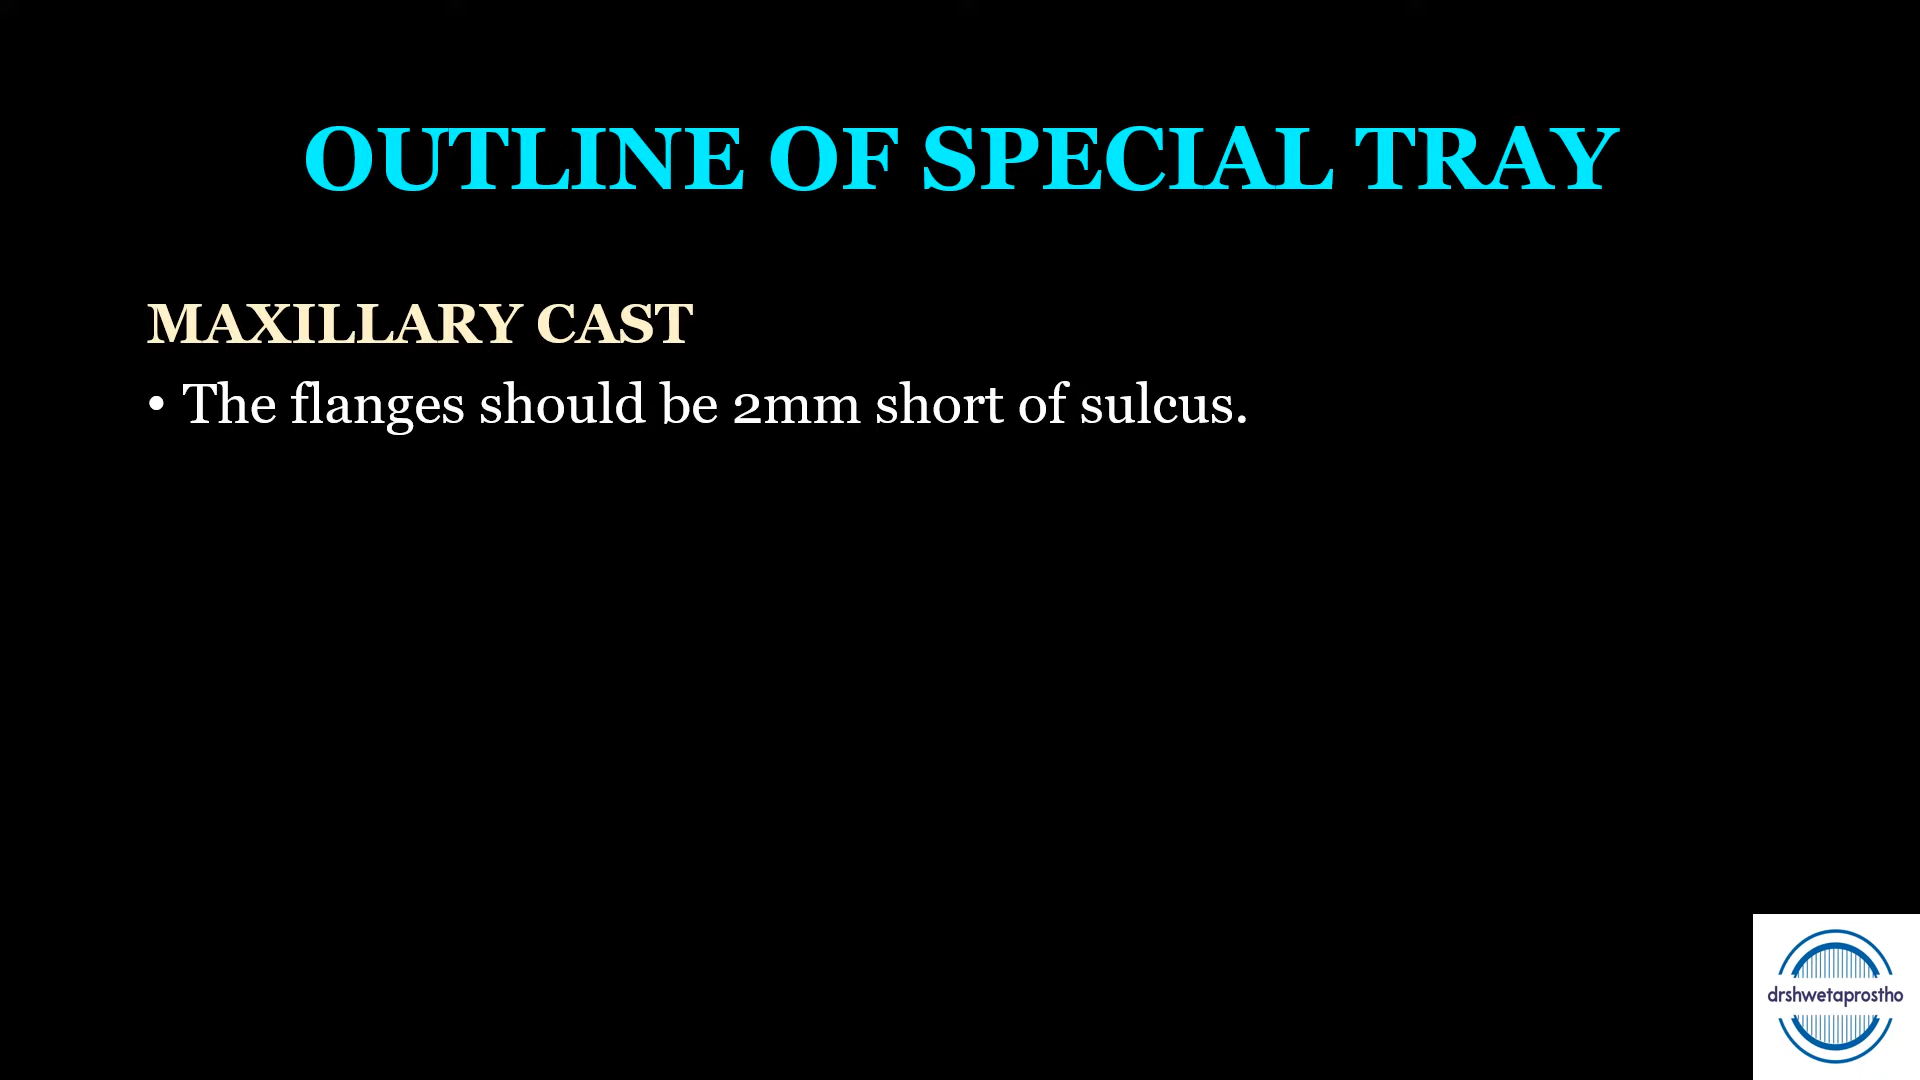 OUTLINE OF SPECIAL TRAY
MAXILLARY CAST
• The flanges should be 2mm short of sulcus.
drshwetaprostho